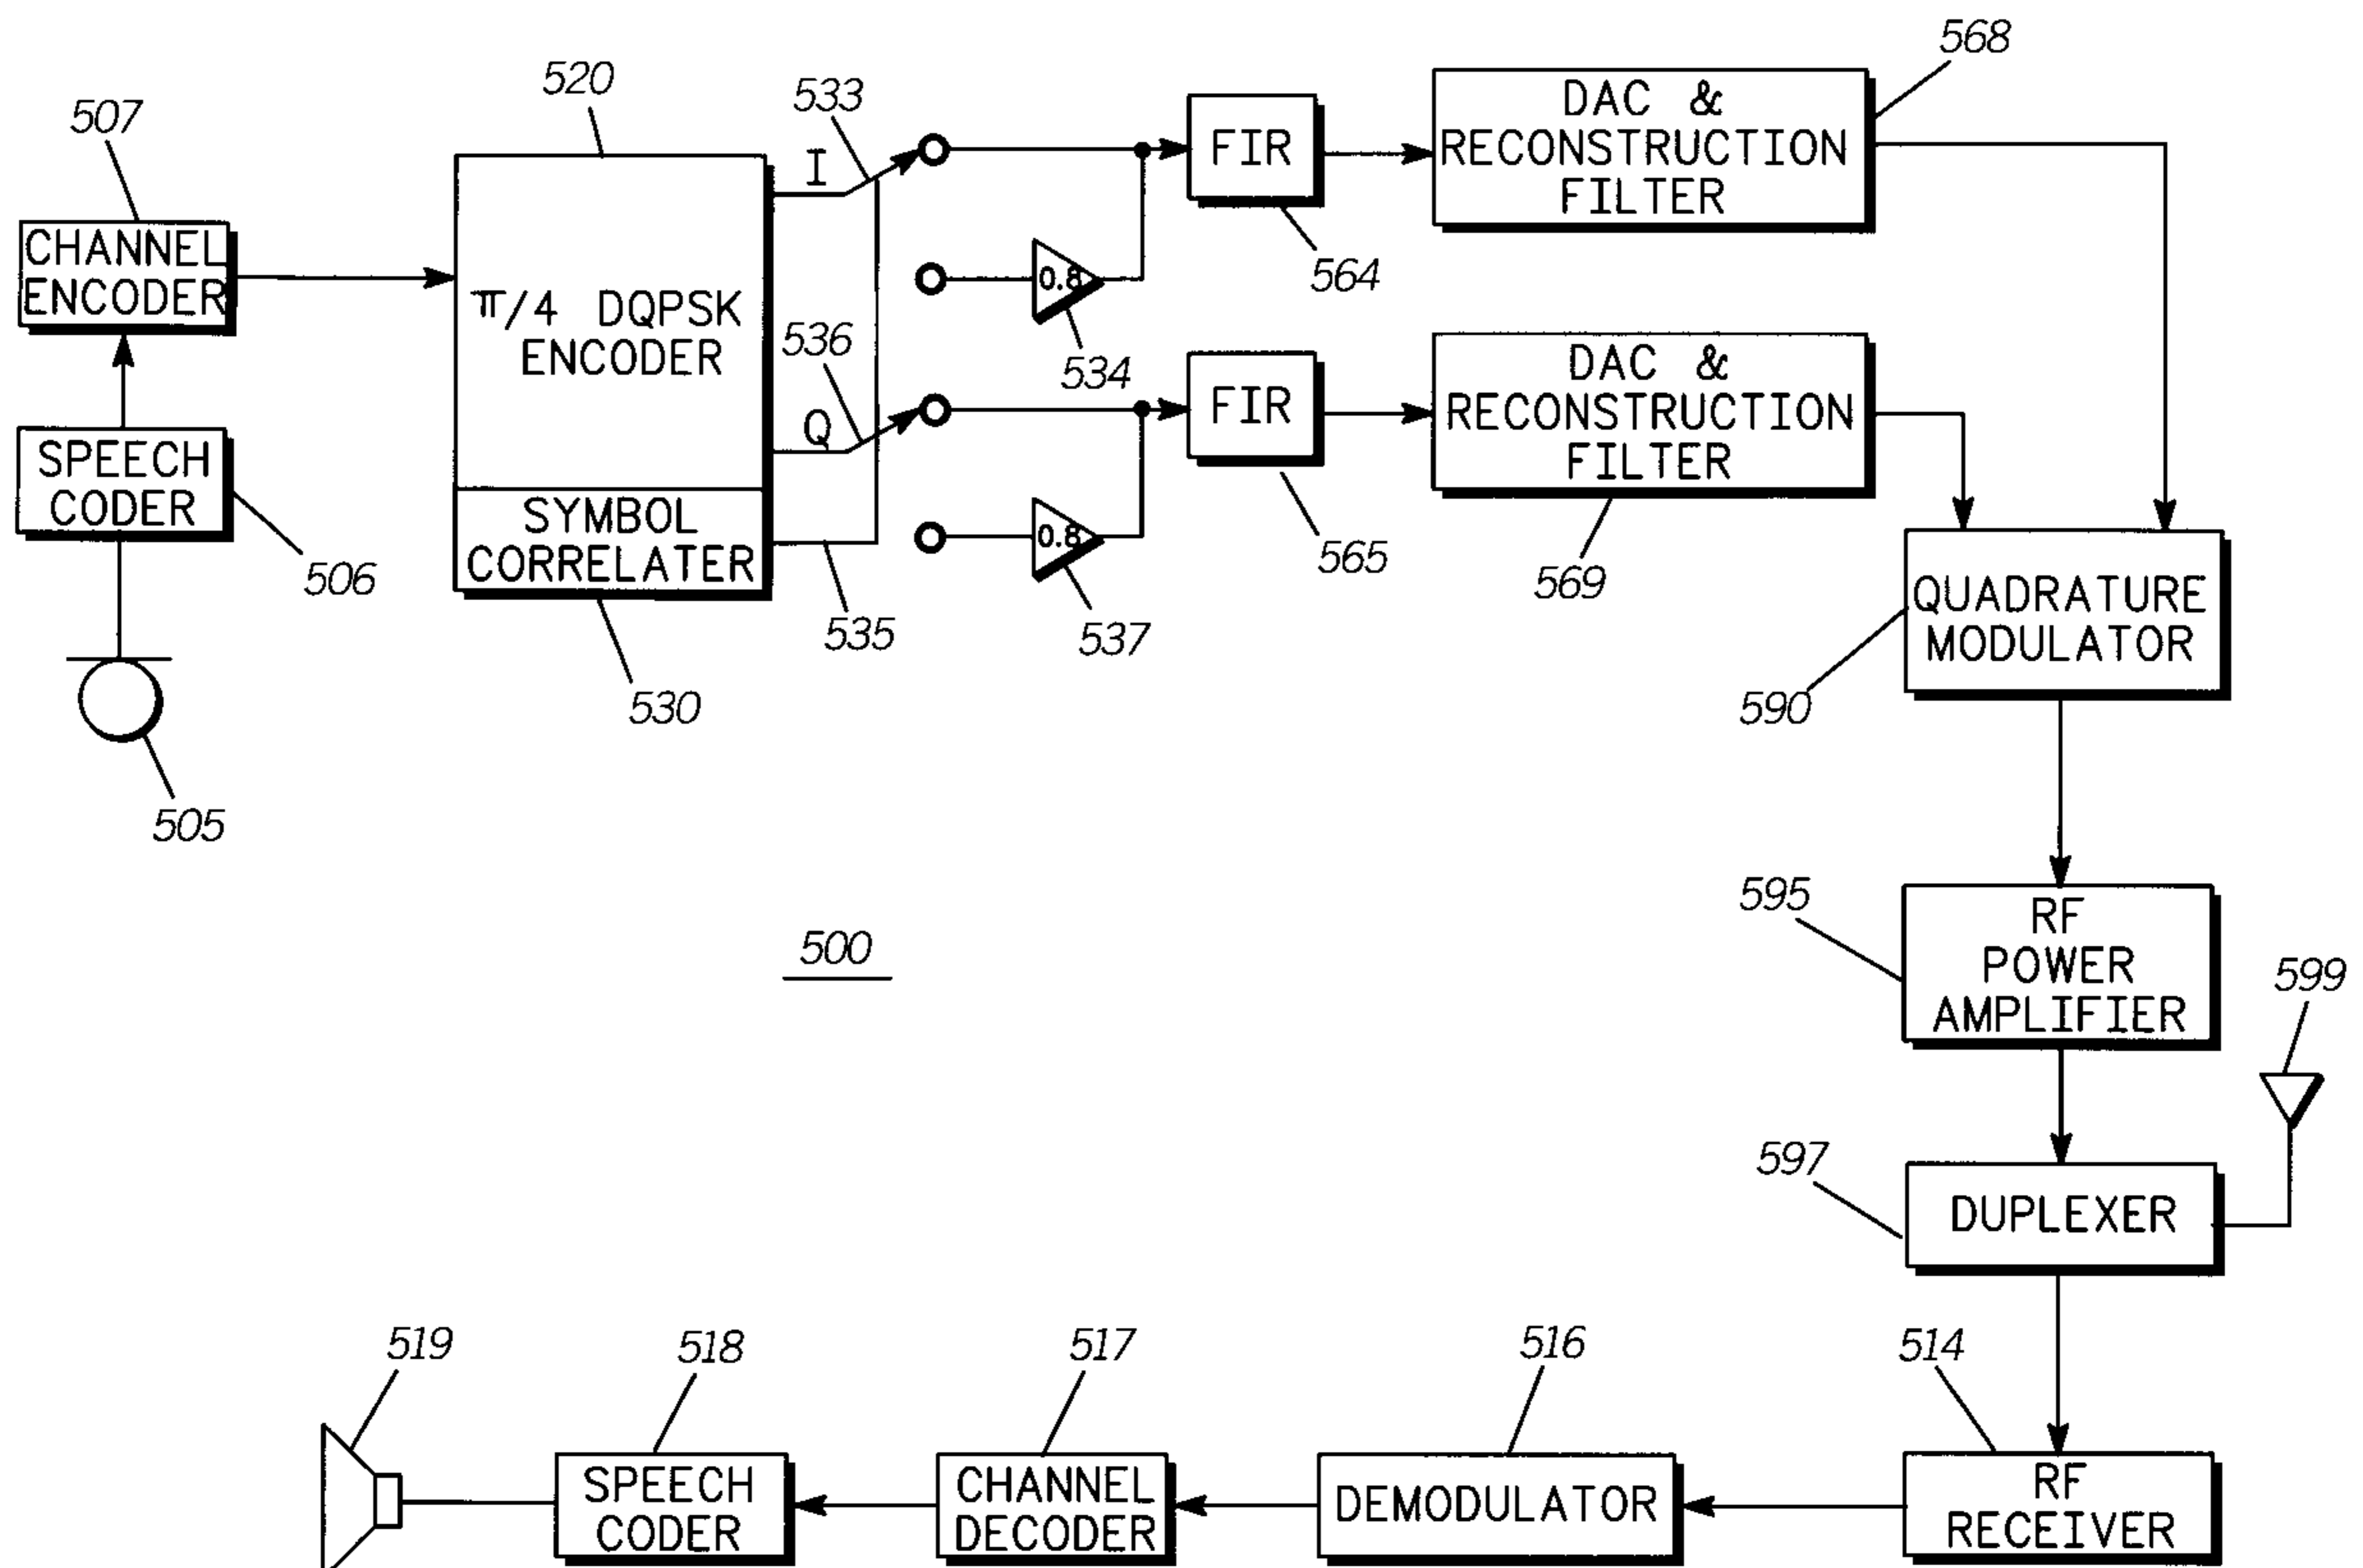 568
520
533
507
DAC &
RECONSTRUCTION
FILTER
FIR
I
CHANNEL
ENCODER
564
0.8
π/4 DQPSK
ENCODER
536
534
DAC &
RECONSTRUCTION
FILTER
FIR
Q
SPEECH
CODER
SYMBOL
CORRELATER
0.8
506
535
537
565
569
QUADRATURE
MODULATOR
530
590
505
595
RF
POWER
AMPLIFIER
500
599
597
DUPLEXER
519
518
517
516
514
SPEECH
CODER
CHANNEL
DECODER
DEMODULATOR
RF
RECEIVER